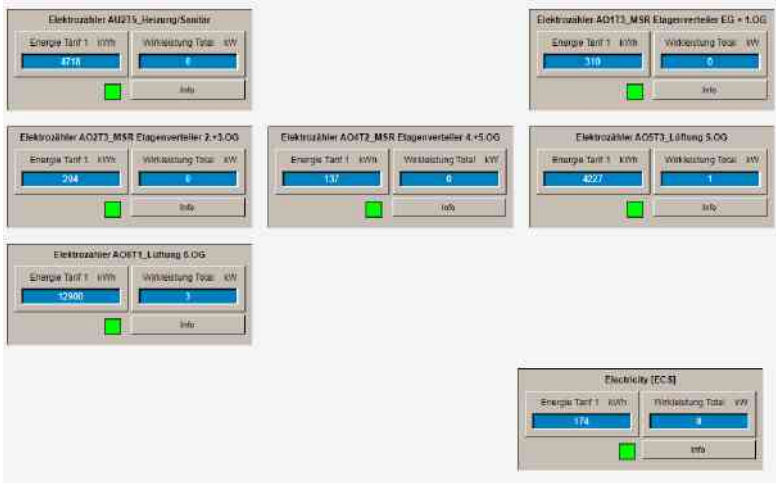 Elektrozähler AU2T5_Heizung/Sanitär
Energie Tarif 1 kWh Wirkleistung Total kW
4718 0
Info
Elektrozähler AO1T3_MSR Etagenverteiler EG + 1.OG
Energie Tarif 1 kWh Wirkleistung Total kW
310 0
Info
Elektrozähler AO2T3_MSR Etagenverteiler 2.+3.OG
Energie Tarif 1 kWh Wirkleistung Total kW
294 0
Info
Elektrozähler AO4T2_MSR Etagenverteiler 4.+5.OG
Energie Tarif 1 kWh Wirkleistung Total kW
137 0
Info
Elektrozähler AO5T3_Lüftung 5.OG
Energie Tarif 1 kWh Wirkleistung Total kW
4227 1
Info
Elektrozähler AO6T1_Lüftung 6.OG
Energie Tarif 1 kWh Wirkleistung Total kW
12900 3
Info
Electricity [ECS]
Energie Tarif 1 kWh Wirkleistung Total kW
174
Info